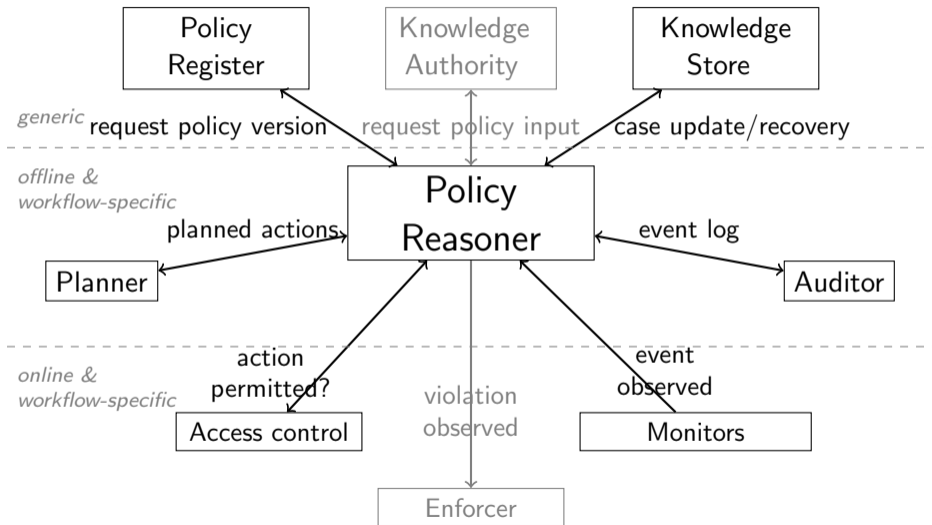 Policy
Register
Knowledge
Authority
Knowledge
Store
generic
request policy version
request policy input
case update/recovery
offline &
workflow-specific
Policy
Reasoner
planned actions
event log
Planner
Auditor
online &
workflow-specific
action
permitted?
violation
observed
event
observed
Access control
Monitors
Enforcer